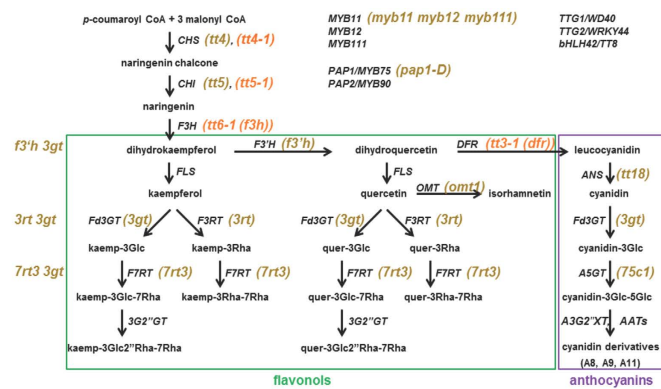 p-coumaroyl CoA + 3 malonyl CoA
CHS (tt4), (tt4-1)
naringenin chalcone
CHI (tt5), (tt5-1)
naringenin
F3H (tt6-1 (f3h))
MYB11 (myb11 myb12 myb111)
MYB12
MYB111
PAP1/MYB75 (pap1-D)
PAP2/MYB90
TTG1/WD40
TTG2/WRKY44
bHLH42/TT8
f3'h 3gt
dihydrokaempferol F3'H (f3'h) dihydroquercetin DFR (tt3-1 (dfr)) leucocyanidin
FLS FLS ANS (tt18)
kaempferol quercetin OMT (omt1) isorhamnetin cyanidin
3rt 3gt Fd3GT (3gt) F3RT (3rt) Fd3GT (3gt) F3RT (3rt) Fd3GT (3gt)
kaemp-3Glc kaemp-3Rha quer-3Glc quer-3Rha cyanidin-3Glc
7rt3 3gt F7RT (7rt3) F7RT (7rt3) F7RT (7rt3) F7RT (7rt3) A5GT (75c1)
kaemp-3Glc-7Rha kaemp-3Rha-7Rha quer-3Glc-7Rha quer-3Rha-7Rha cyanidin-3Glc-5Glc
3G2"GT 3G2"GT A3G2"XT, AATs
kaemp-3Glc2"Rha-7Rha quer-3Glc2"Rha-7Rha cyanidin derivatives
(A8, A9, A11)
flavonols anthocyanins